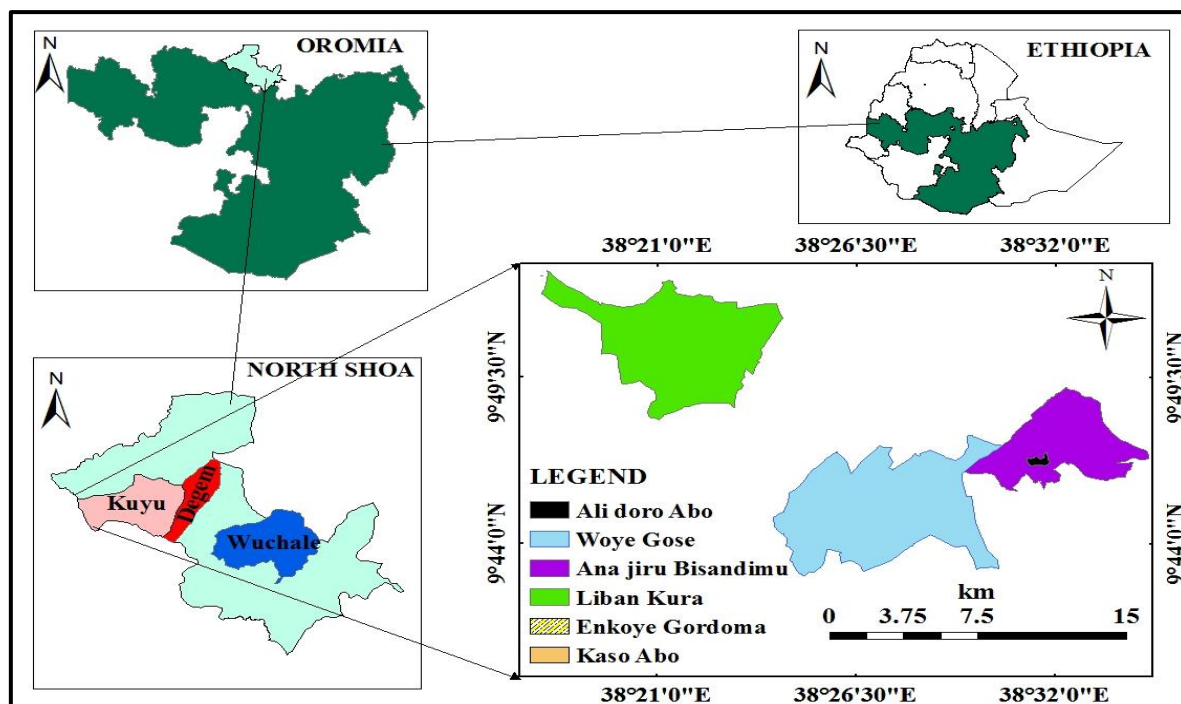 N
OROMIA
N
ETHIOPIA
38°21'0"E
38°26'30"E
38°32'0"E
N
9°49'30"N
9°49'30"N
9°44'0"N
9°44'0"N
N
NORTH SHOA
Kuyu
Degem
Wuchale
LEGEND
Ali doro Abo
Woye Gose
Ana jiru Bisandimu
Liban Kura
Enkoye Gordoma
Kaso Abo
km
0 3.75 7.5 15
38°21'0"E
38°26'30"E
38°32'0"E